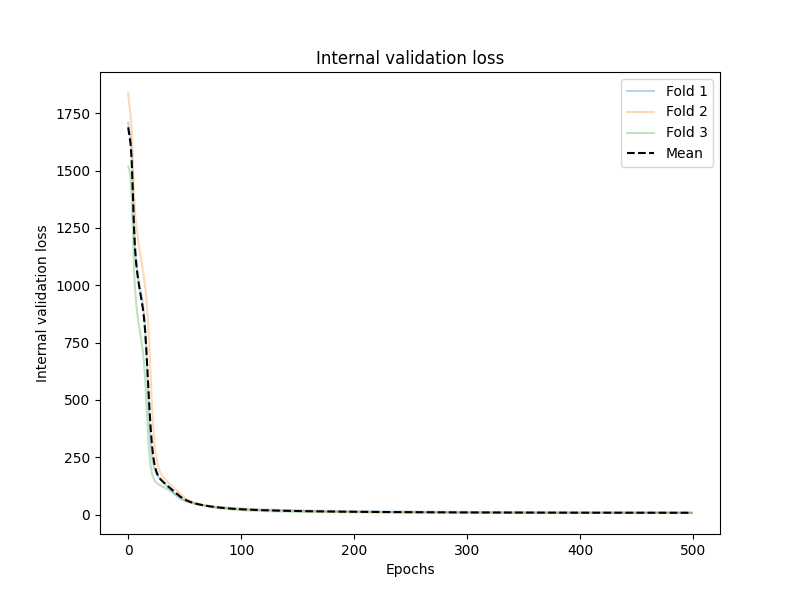 Internal validation loss
Fold 1
Fold 2
Fold 3
Mean
Internal validation loss
1750
1500
1250
1000
750
500
250
0
0 100 200 300 400 500
Epochs